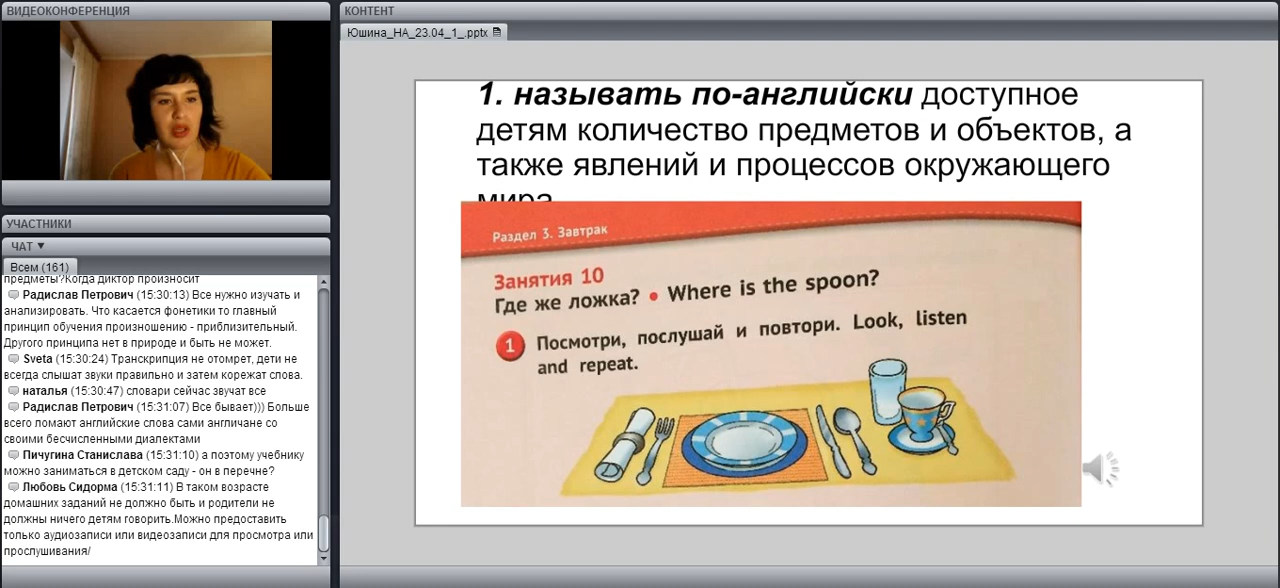 ВИДЕОКОНФЕРЕНЦИЯ
УЧАСТНИКИ
ЧАТ
Всем (161)
предметы?Когда диктор произносит
Радислав Петрович (15:30:13) Все нужно изучать и
анализировать. Что касается фонетики то главный
принцип обучения произношению - приблизительный.
Другого принципа нет в природе и быть не может.
Sveta (15:30:24) Транскрипция не отомрет, дети не
всегда слышат звуки правильно и затем корежат слова.
наталья (15:30:47) словари сейчас звучат все
Радислав Петрович (15:31:07) Все бывает))) Больше
всего ломают английские слова сами англичане со
своими бесчисленными диалектами
Пичугина Станислава (15:31:10) а поэтому учебнику
можно заниматься в детском саду - он в перечне?
Любовь Сидорма (15:31:11) В таком возрасте
домашних заданий не должно быть и родители не
должны ничего детям говорить.Можно предоставить
только аудиозаписи или видеозаписи для просмотра или
прослушивания/
КОНТЕНТ
Юшина_НА_23.04_1_.pptx
1. называть по-английски доступное
детям количество предметов и объектов, а
также явлений и процессов окружающего
мира
Раздел 3. Завтрак
Занятия 10
Где же ложка? • Where is the spoon?
1 Посмотри, послушай и повтори. Look, listen
and repeat.